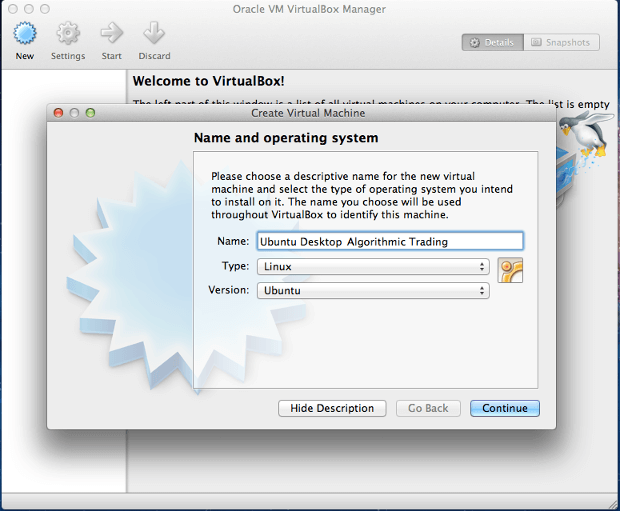 Oracle VM VirtualBox Manager
New Settings Start Discard Details Snapshots
Welcome to VirtualBox!
The left part of this window is a list of all virtual machines on your computer. The list is empty
Create Virtual Machine
Name and operating system
Please choose a descriptive name for the new virtual
machine and select the type of operating system you intend
to install on it. The name you choose will be used
throughout VirtualBox to identify this machine.
Name: Ubuntu Desktop Algorithmic Trading
Type: Linux
Version: Ubuntu
Hide Description Go Back Continue